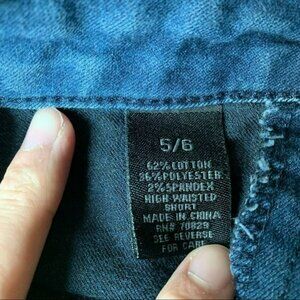 5/6
62% COTTON
36% POLYESTER
2% SPANDEX
HIGH-WAISTED
SHORT
MADE IN CHINA
RN# 70829
SEE REVERSE
FOR CARE